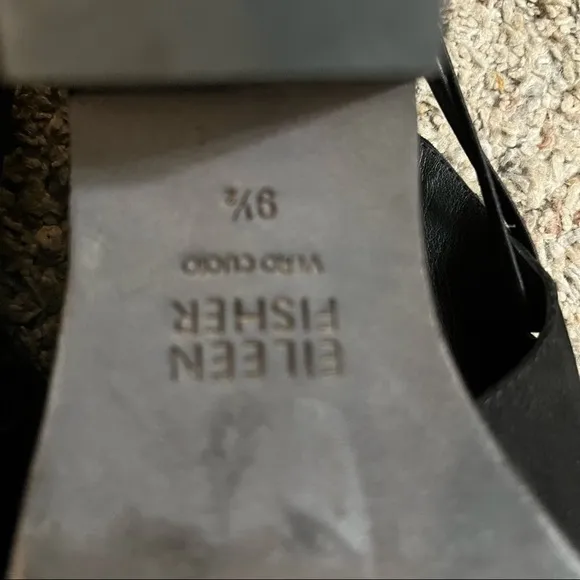 EILEEN
FISHER
VERO CUOIO
9½